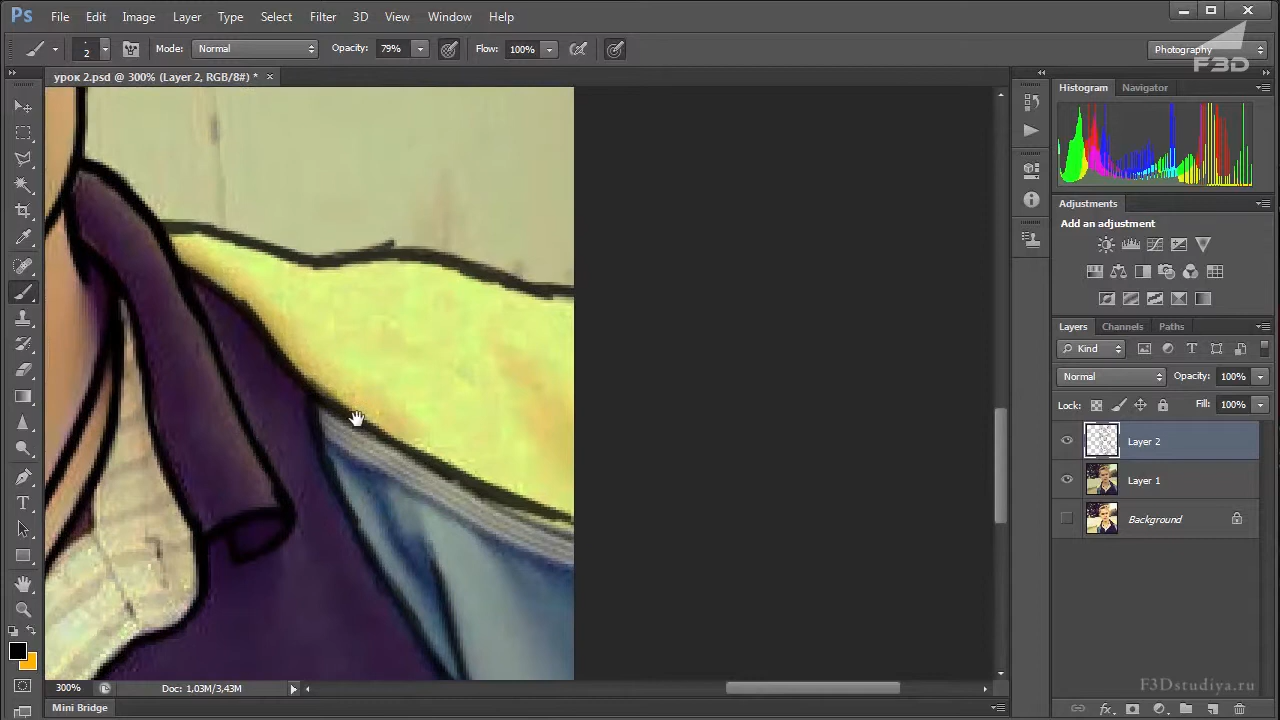 Ps File Edit Image Layer Type Select Filter 3D View Window Help
2 Mode: Normal Opacity: 79% Flow: 100% Photography
F3D
урок 2.psd @ 300% (Layer 2, RGB/8#) * ×
Histogram Navigator
Adjustments
Add an adjustment
Layers Channels Paths
Kind
Normal Opacity: 100%
Lock: Fill: 100%
Layer 2
Layer 1
Background
300% Doc: 1,03M/3,43M
F3Dstudiya.ru
Mini Bridge